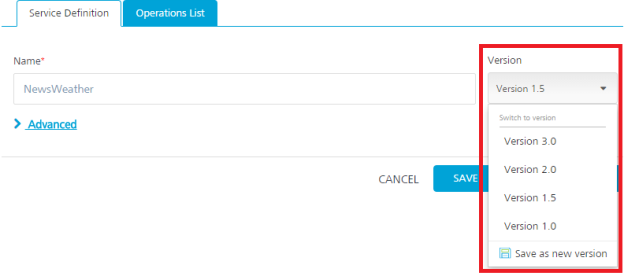 Service Definition Operations List
Name* Version
NewsWeather Version 1.5
Switch to version
Advanced
Version 3.0
Version 2.0
CANCEL SAVE
Version 1.5
Version 1.0
Save as new version